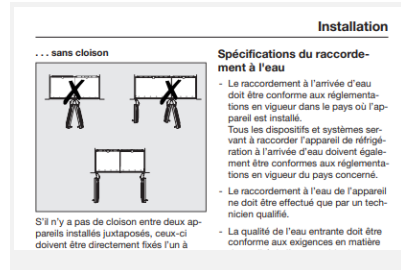 Installation
. . . sans cloison
S'il n'y a pas de cloison entre deux ap-
pareils installés juxtaposés, ceux-ci
doivent être directement fixés l'un à
Spécifications du raccorde-
ment à l'eau
- Le raccordement à l'arrivée d'eau
doit être conforme aux réglementa-
tions en vigueur dans le pays où l'ap-
pareil est installé.
Tous les dispositifs et systèmes ser-
vant à raccorder l'appareil de réfrigé-
ration à l'arrivée d'eau doivent égale-
ment être conformes aux réglementa-
tions en vigueur du pays concerné.
- Le raccordement à l'eau de l'appareil
ne doit être effectué que par un tech-
nicien qualifié.
- La qualité de l'eau entrante doit être
conforme aux exigences en matière